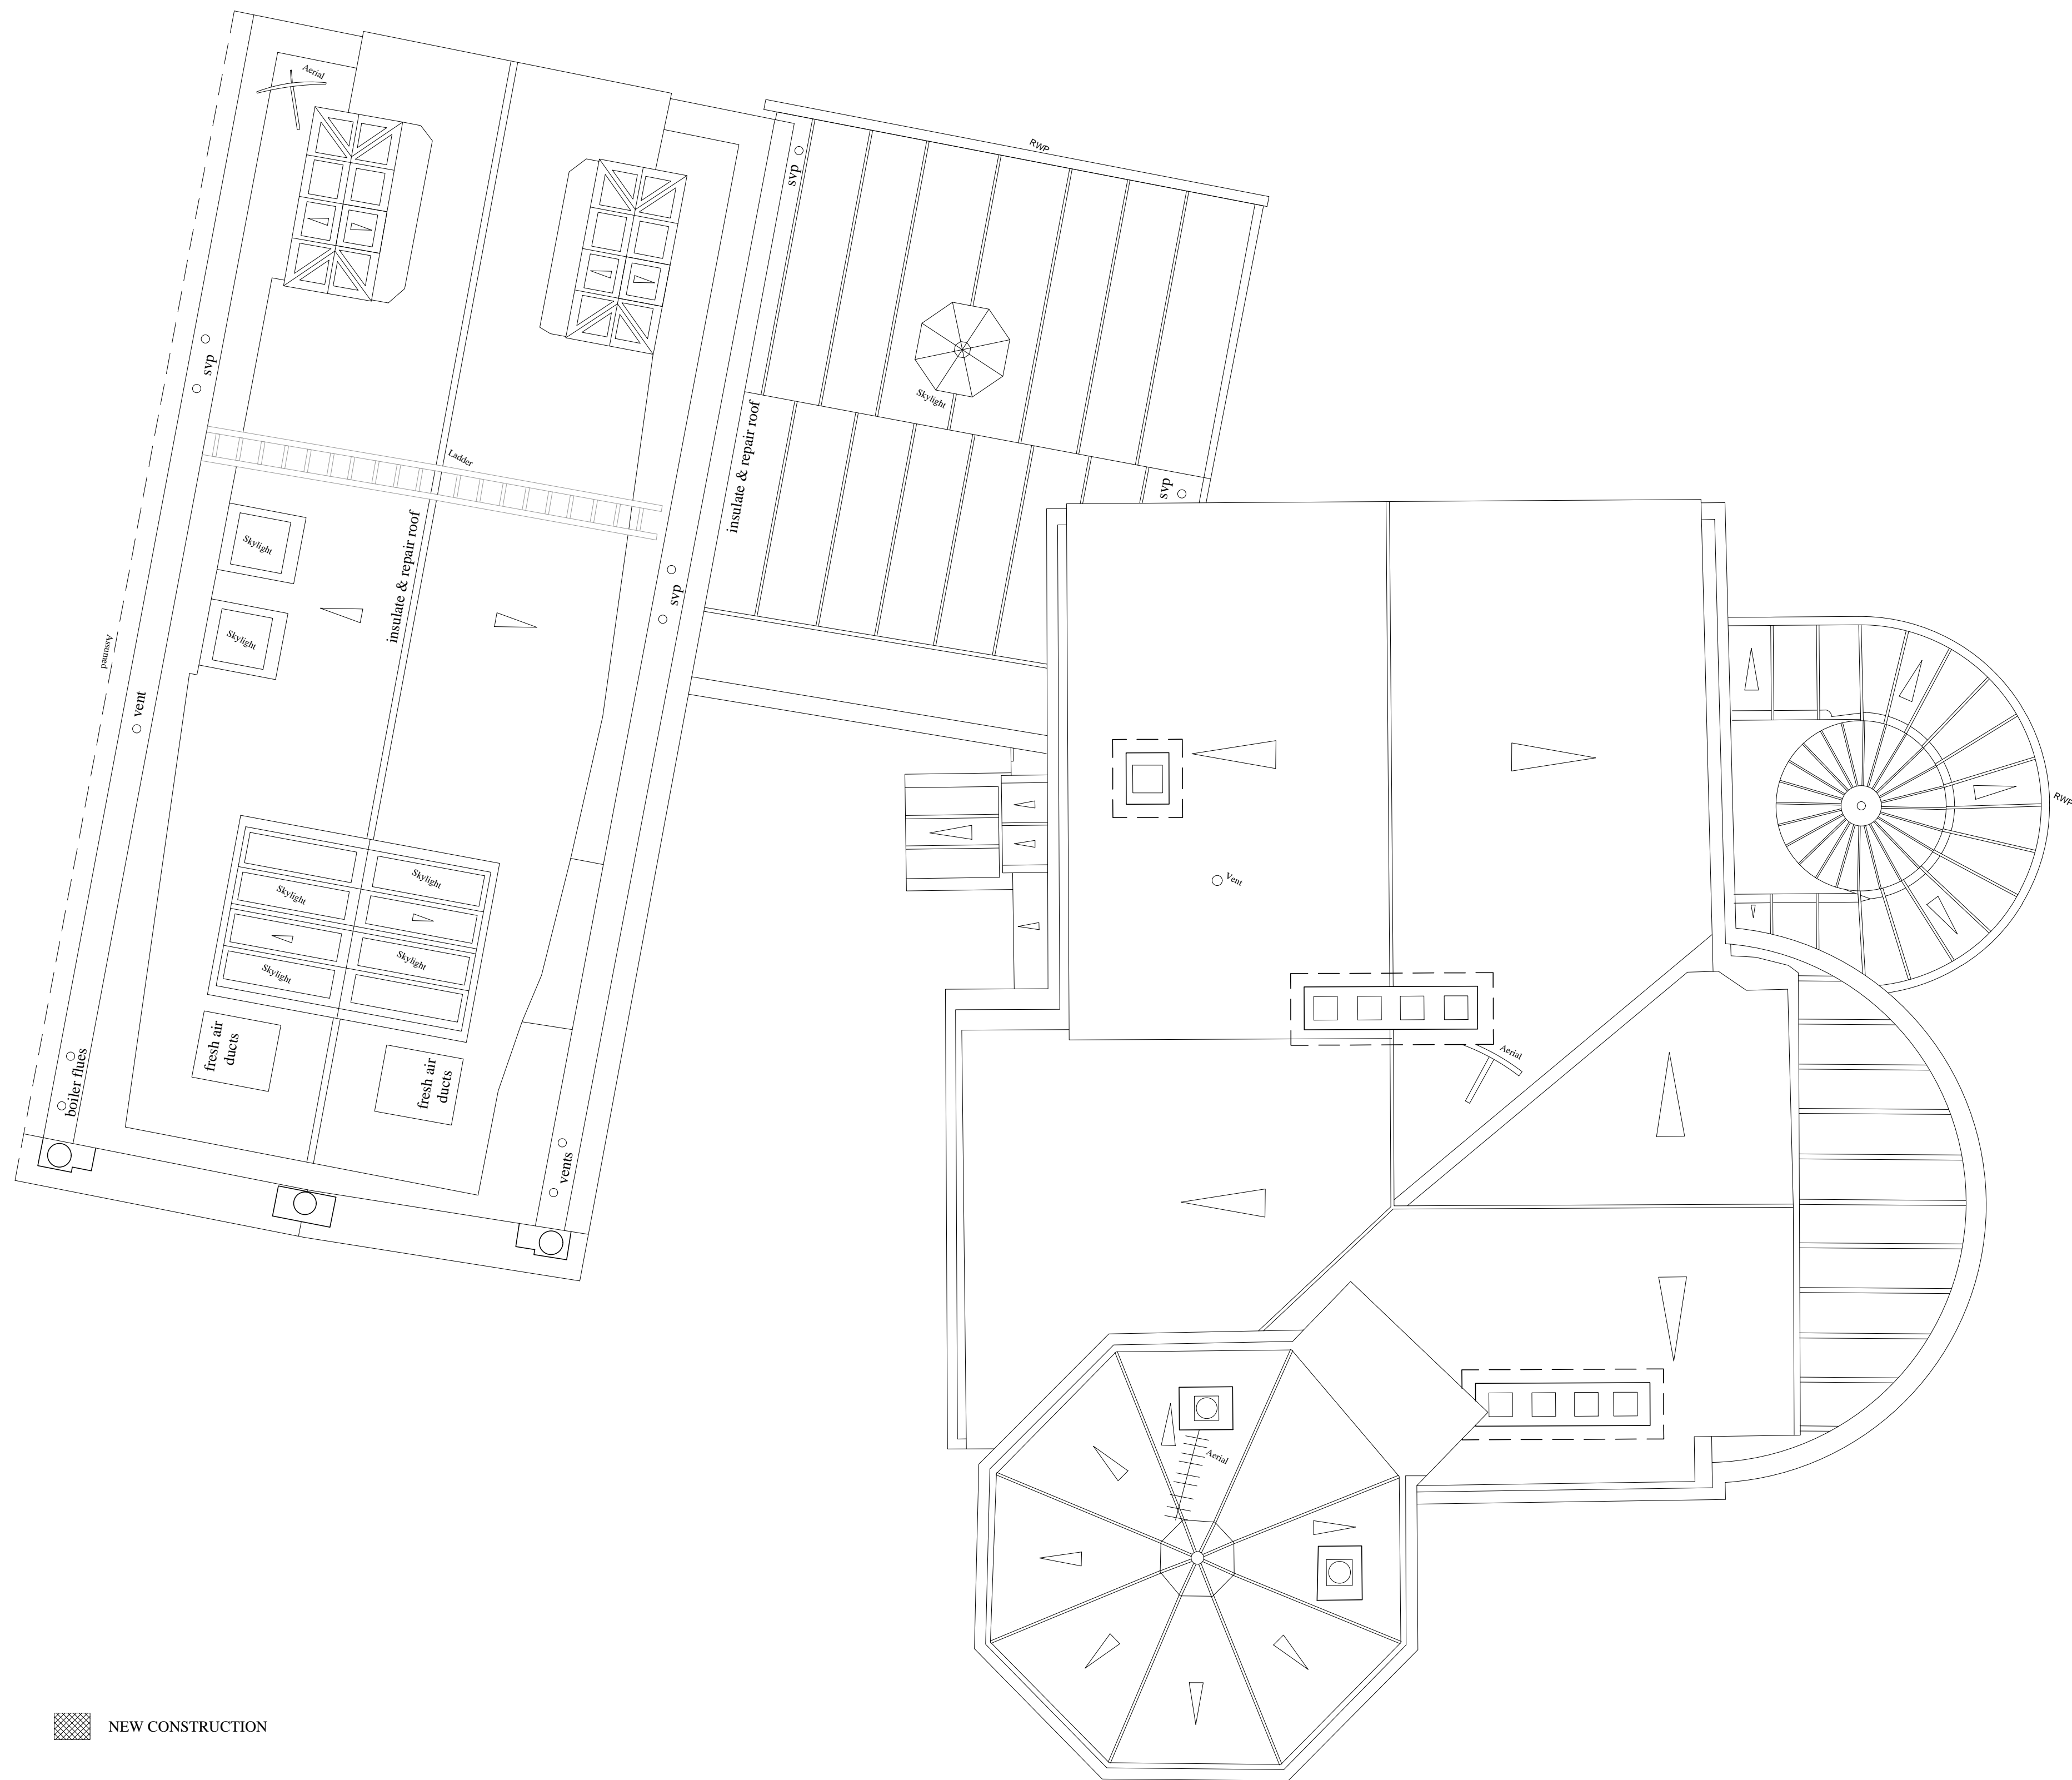 Aerial
RWP
svp
svp
Skylight
insulate & repair roof
Ladder
svp
insulate & repair roof
Skylight
svp
Skylight
Assumed
vent
RWP
Skylight
Skylight
Vent
Skylight
Skylight
fresh air
ducts
fresh air
ducts
boiler flues
Aerial
vents
Aerial
NEW CONSTRUCTION